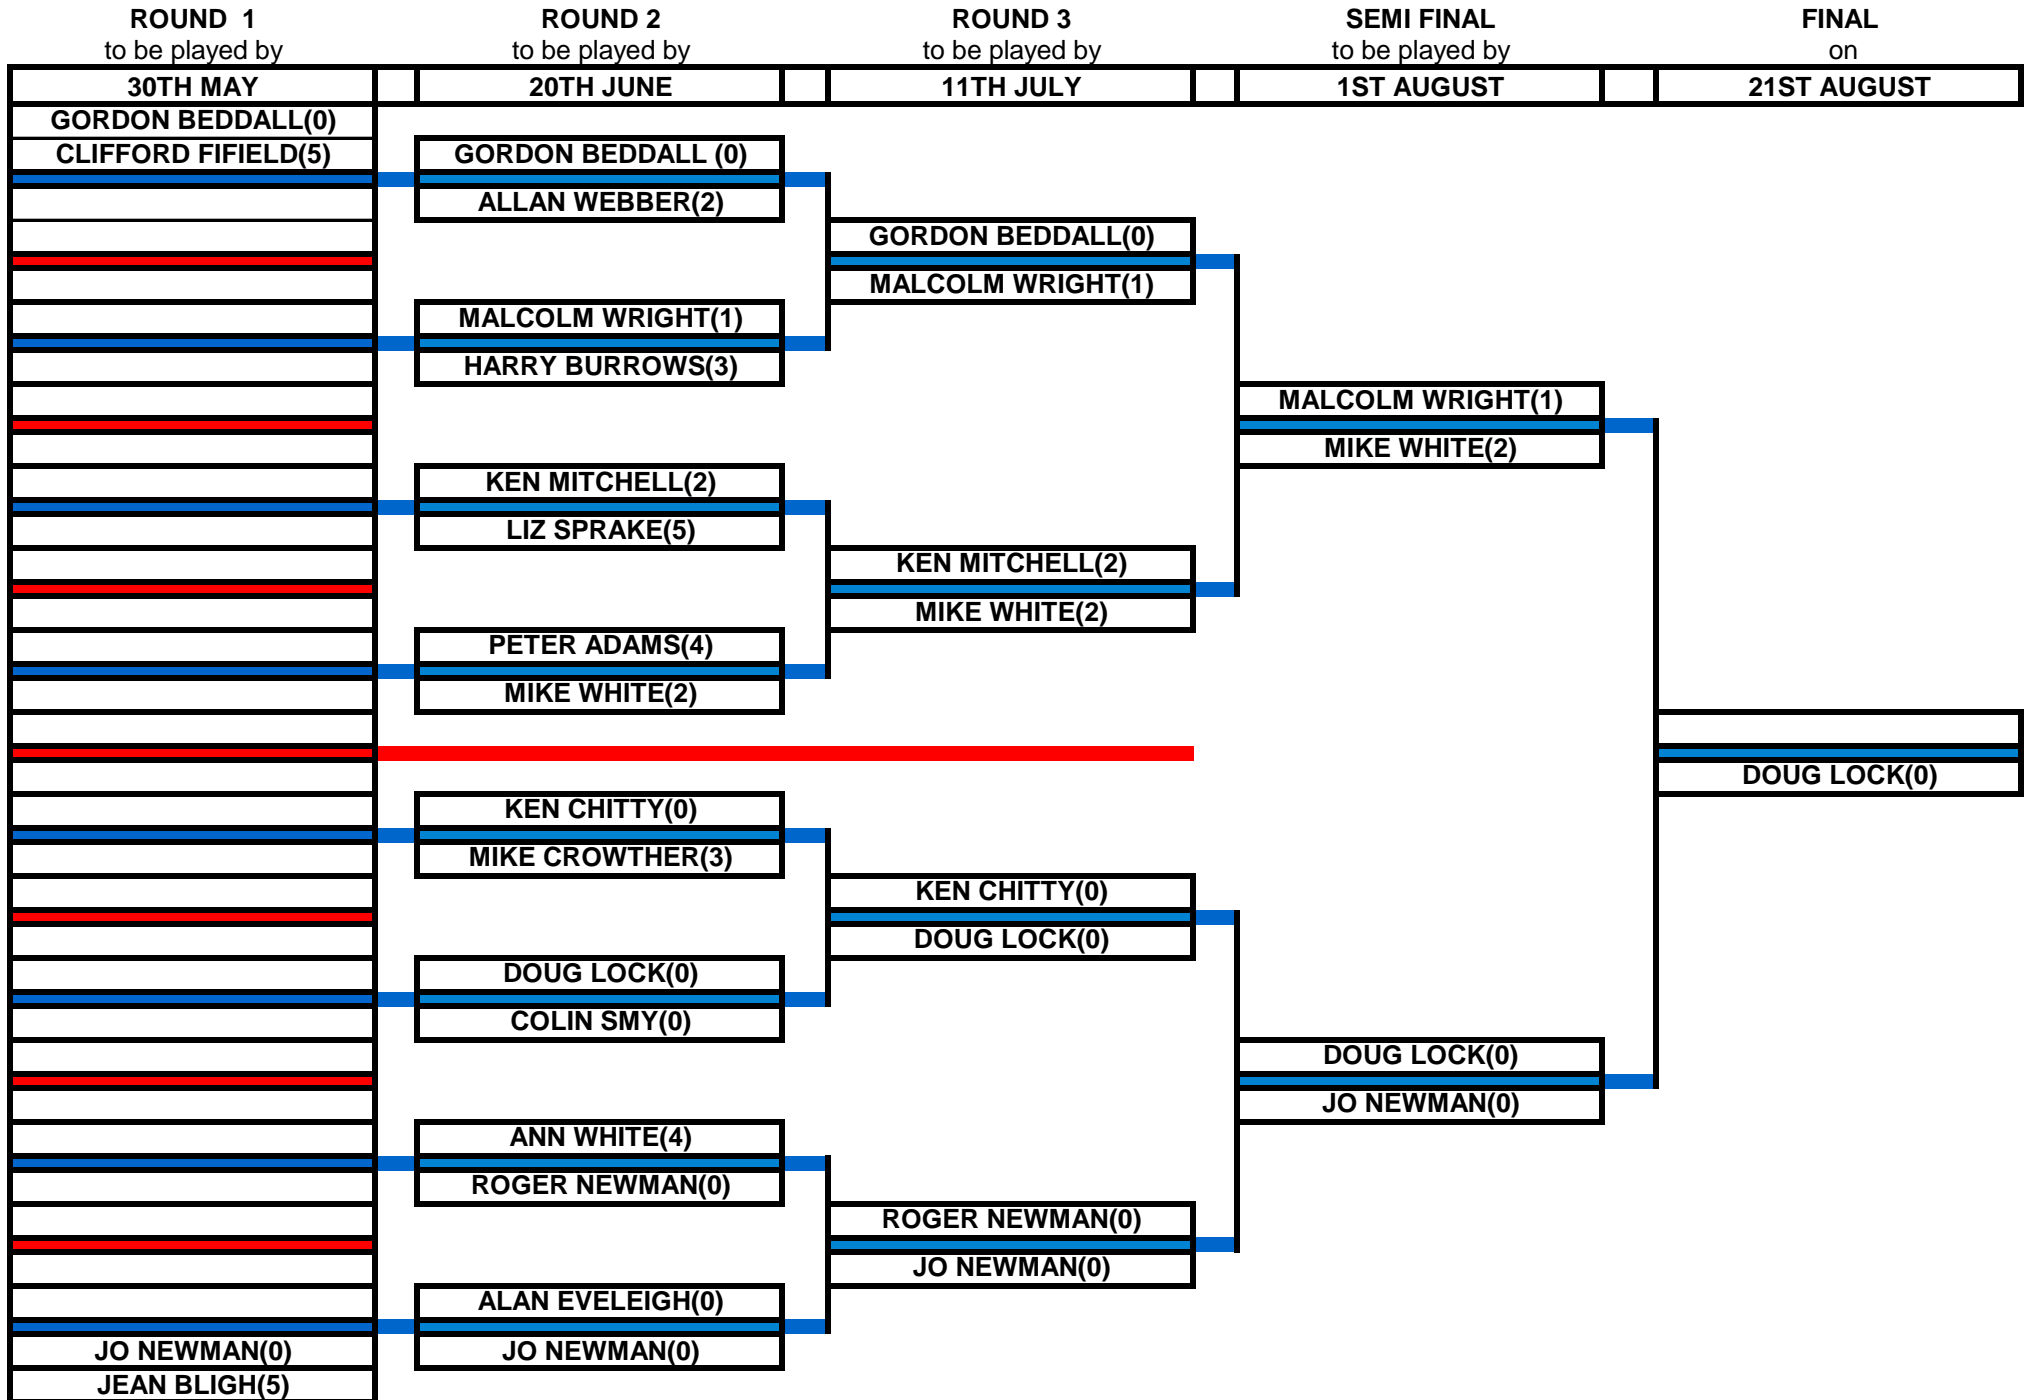 ROUND  1
to be played by
30TH MAY
GORDON BEDDALL(0)
CLIFFORD FIFIELD(5)
JO NEWMAN(0)
JEAN BLIGH(5)
ROUND 2
to be played by
20TH JUNE
GORDON BEDDALL (0)
ALLAN WEBBER(2)
MALCOLM WRIGHT(1)
HARRY BURROWS(3)
KEN MITCHELL(2)
LIZ SPRAKE(5)
PETER ADAMS(4)
MIKE WHITE(2)
KEN CHITTY(0)
MIKE CROWTHER(3)
DOUG LOCK(0)
COLIN SMY(0)
ANN WHITE(4)
ROGER NEWMAN(0)
ALAN EVELEIGH(0)
JO NEWMAN(0)
ROUND 3
to be played by
11TH JULY
GORDON BEDDALL(0)
MALCOLM WRIGHT(1)
KEN MITCHELL(2)
MIKE WHITE(2)
KEN CHITTY(0)
DOUG LOCK(0)
ROGER NEWMAN(0)
JO NEWMAN(0)
SEMI FINAL
to be played by
1ST AUGUST
MALCOLM WRIGHT(1)
MIKE WHITE(2)
DOUG LOCK(0)
JO NEWMAN(0)
FINAL
on
21ST AUGUST
DOUG LOCK(0)